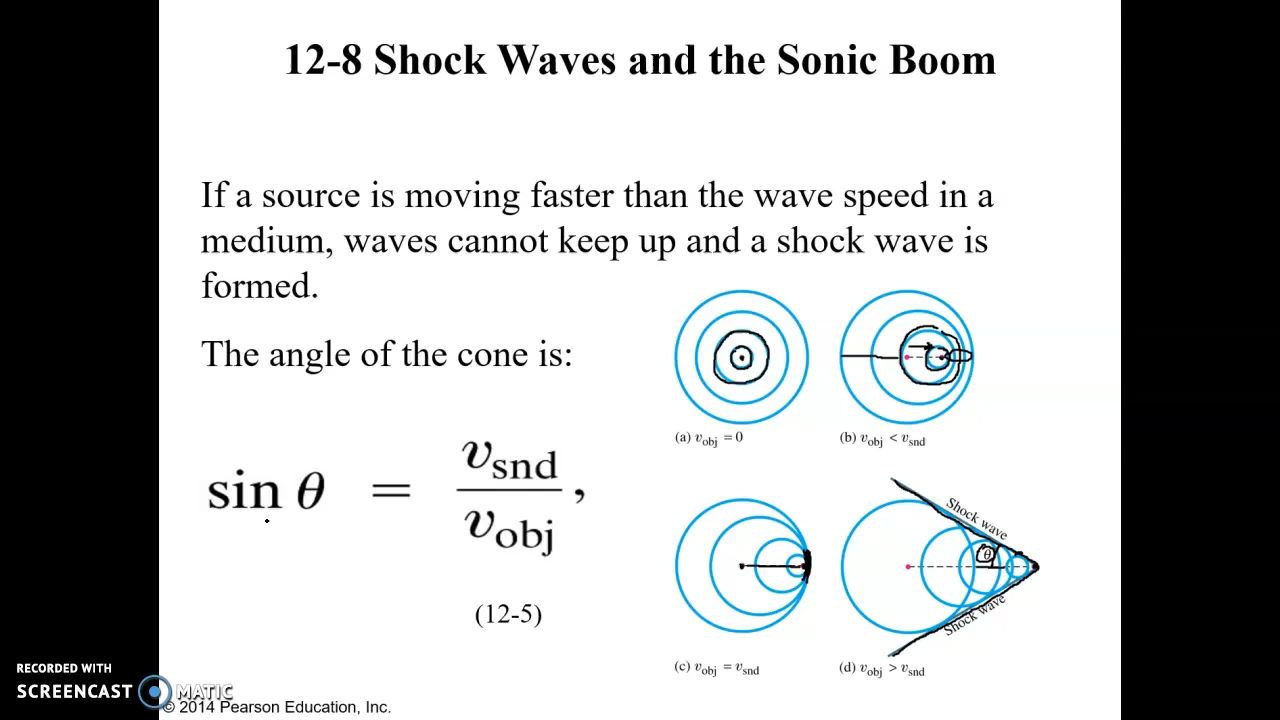 12-8 Shock Waves and the Sonic Boom
If a source is moving faster than the wave speed in a
medium, waves cannot keep up and a shock wave is
formed.
The angle of the cone is:
sin θ = v_snd / v_obj,
(12-5)
(a) v_obj = 0
(b) v_obj < v_snd
Shock wave
θ
Shock wave
(c) v_obj = v_snd
(d) v_obj > v_snd
RECORDED WITH
SCREENCAST MATIC
© 2014 Pearson Education, Inc.